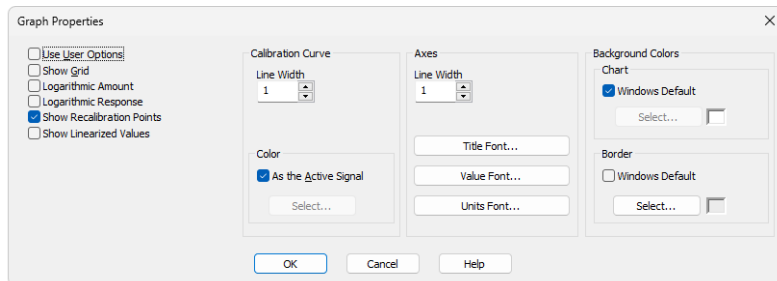 Graph Properties
Use User Options
Show Grid
Logarithmic Amount
Logarithmic Response
Show Recalibration Points
Show Linearized Values
Calibration Curve
Line Width
1
Color
As the Active Signal
Select...
Axes
Line Width
1
Title Font...
Value Font...
Units Font...
Background Colors
Chart
Windows Default
Select...
Border
Windows Default
Select...
OK
Cancel
Help